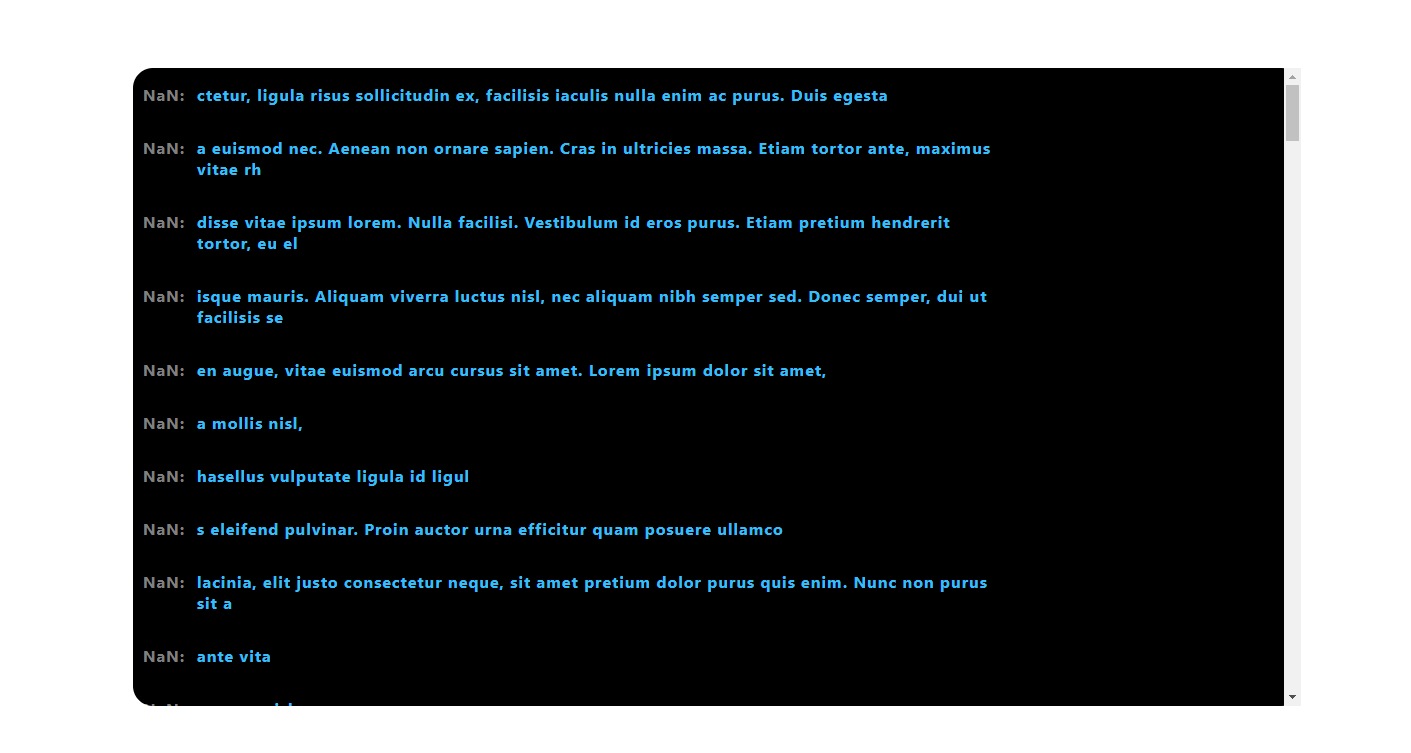 NaN: ctetur, ligula risus sollicitudin ex, facilisis iaculis nulla enim ac purus. Duis egesta
NaN: a euismod nec. Aenean non ornare sapien. Cras in ultricies massa. Etiam tortor ante, maximus
vitae rh
NaN: disse vitae ipsum lorem. Nulla facilisi. Vestibulum id eros purus. Etiam pretium hendrerit
tortor, eu el
NaN: isque mauris. Aliquam viverra luctus nisl, nec aliquam nibh semper sed. Donec semper, dui ut
facilisis se
NaN: en augue, vitae euismod arcu cursus sit amet. Lorem ipsum dolor sit amet,
NaN: a mollis nisl,
NaN: hasellus vulputate ligula id ligul
NaN: s eleifend pulvinar. Proin auctor urna efficitur quam posuere ullamco
NaN: lacinia, elit justo consectetur neque, sit amet pretium dolor purus quis enim. Nunc non purus
sit a
NaN: ante vita